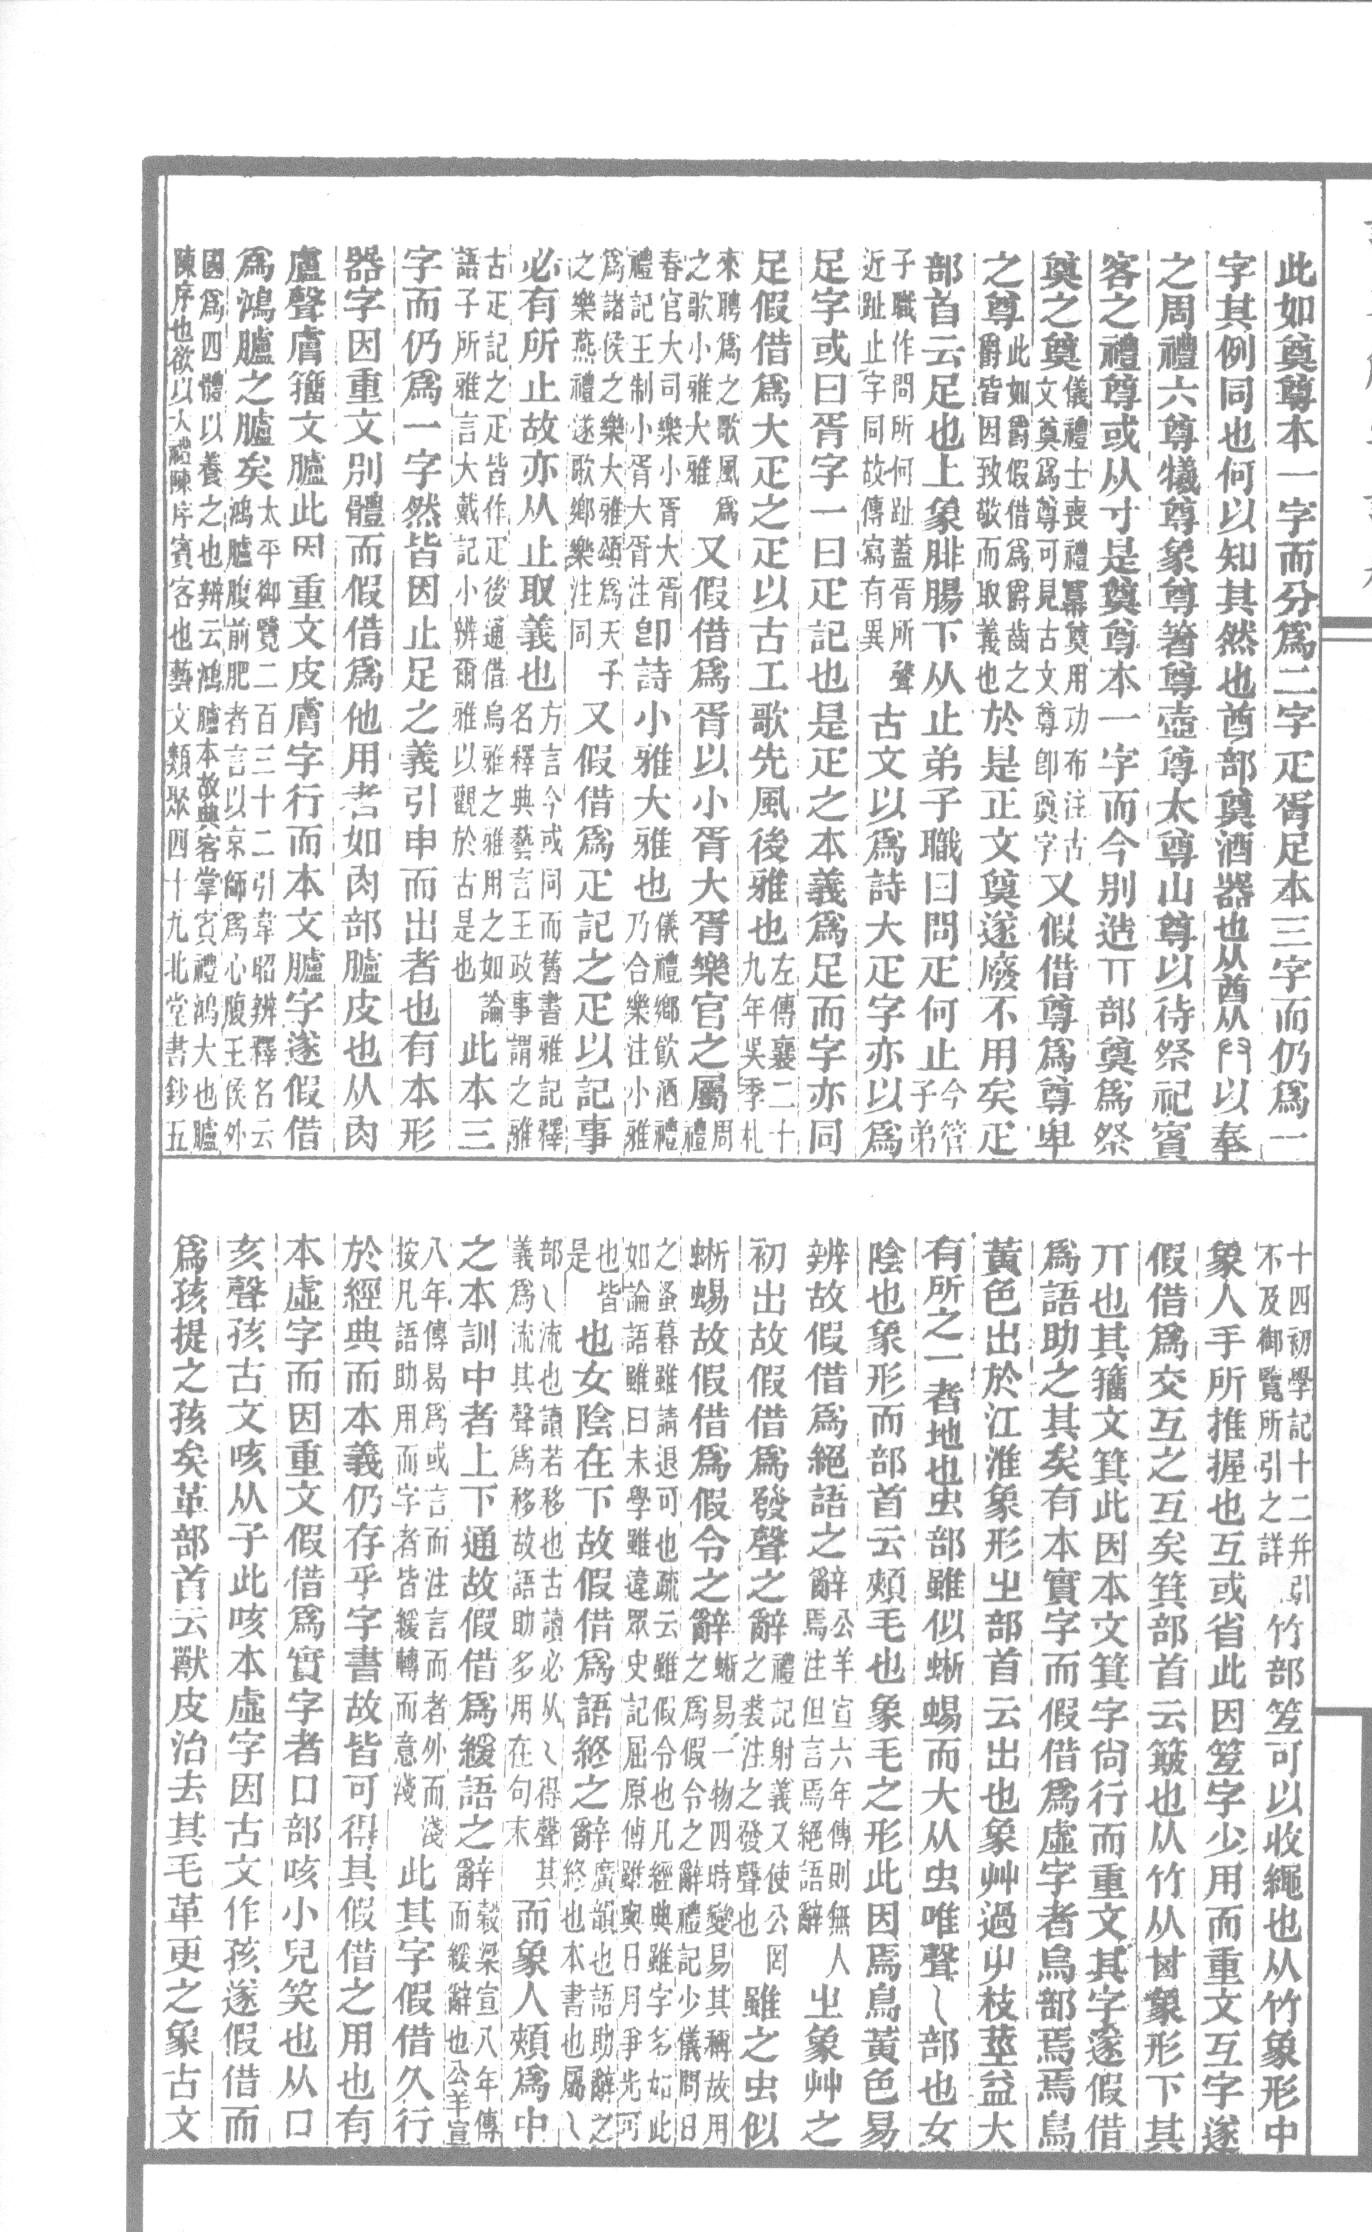 此如奠尊本一字而分爲二字疋胥足本三字而仍爲一
字其例同也何以知其然也酋部奠酒器也从酋从廾以奉
之周禮六尊犧尊象尊箸尊壺尊太尊山尊以待祭祀賓
客之禮尊或从寸是奠尊本一字而今別造丌部奠爲祭
奠之奠儀禮士喪禮冪奠用功布注古文奠爲尊可見古文尊卽奠字又假借尊爲尊卑
之尊此如爵假借爲爵齒之爵皆因致敬而取義也於是正文奠遂廢不用矣疋
部首云足也上象腓腸下从止弟子職曰問疋何止今管子弟
子職作問所何趾蓋胥所聲近趾止字同故傳寫有異古文以爲詩大疋字亦以爲
足字或曰胥字一曰疋記也是疋之本義爲足而字亦同
足假借爲大疋之疋以古工歌先風後雅也左傳襄二十九年吳季札
來聘爲之歌風爲之歌小雅大雅又假借爲胥以小胥大胥樂官之屬周禮
春官大司樂小胥大胥禮記王制小胥大胥注卽詩小雅大雅也儀禮鄉飲酒禮乃合樂注小雅
爲諸侯之樂大雅頌爲天子之樂燕禮遂歌鄉樂注同又假借爲疋記之疋以記事
必有所止故亦从止取義也方言今或同而舊書雅記釋名釋典藝言王政事謂之雅
古疋記之疋皆作疋後通借烏雅之雅用之如論語子所雅言大戴記小辨爾雅以觀於古是也此本三
字而仍爲一字然皆因止足之義引申而出者也有本形
器字因重文別體而假借爲他用者如肉部臚皮也从肉
盧聲膚籀文臚此因重文皮膚字行而本文臚字遂假借
爲鴻臚之臚矣太平御覽二百三十二引韋昭辨釋名云鴻臚腹前肥者言以京師爲心腹王侯外
國爲四體以養之也辨云鴻臚本故典客掌賓禮鴻大也臚陳序也欲以大禮陳序賓客也藝文類聚四十九北堂書鈔五
十四初學記十二并引不及御覽所引之詳竹部笠可以收繩也从竹象形中
象人手所推握也互或省此因笠字少用而重文互字遂
假借爲交互之互矣箕部首云簸也从竹从𠀠象形下其
丌也其籀文箕此因本文箕字尙行而重文其字遂假借
爲語助之其矣有本實字而假借爲虛字者烏部焉焉鳥
黃色出於江淮象形㞢部首云出也象艸過屮枝莖益大
有所之一者地也虫部雖似蜥蜴而大从虫唯聲乀部也女
陰也象形而部首云頰毛也象毛之形此因焉鳥黃色易
辨故假借爲絕語之辭公羊宣六年傳則無人焉注但言焉絕語辭㞢象艸之
初出故假借爲發聲之辭禮記射義又使公罔之裘注之發聲也雖之虫似
蜥蜴故假借爲假令之辭蜥易一物四時變易其稱故用之爲假令之辭禮記少儀問日
之蚤暮雖請退可也疏云雖假令也凡經典雖字多如此如論語雖曰未學雖違眾史記屈原傳雖與日月爭光可
也皆是也女陰在下故假借爲語終之辭廣韻也語助辭之終也本書也屬乀
部乀流也讀若移也古讀必从乀得聲其義爲流其聲爲移故語助多用在句末而象人頰爲中
之本訓中者上下通故假借爲緩語之辭穀梁宣八年傳而緩辭也公羊宣
八年傳曷爲或言而注言而者外而淺按凡語助用而字者皆緩轉而意淺此其字假借久行
於經典而本義仍存乎字書故皆可得其假借之用也有
本虛字而因重文假借爲實字者口部咳小兒笑也从口
亥聲孩古文咳从子此咳本虛字因古文作孩遂假借而
爲孩提之孩矣革部首云獸皮治去其毛革更之象古文